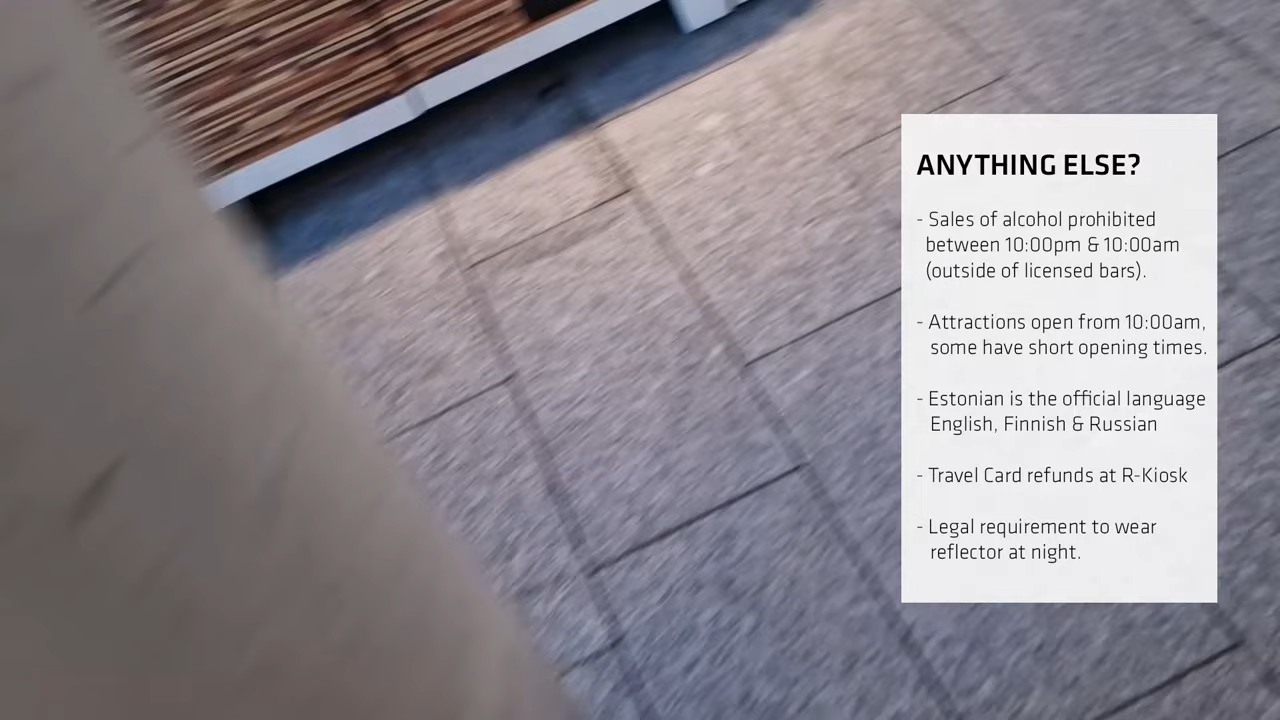 ANYTHING ELSE?
- Sales of alcohol prohibited
between 10:00pm & 10:00am
(outside of licensed bars).
- Attractions open from 10:00am,
some have short opening times.
- Estonian is the official language
English, Finnish & Russian
- Travel Card refunds at R-Kiosk
- Legal requirement to wear
reflector at night.